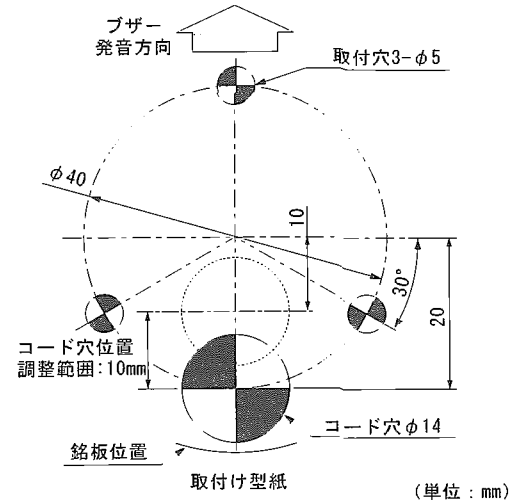 ブザー
発音方向
取付穴3-φ5
φ40
10
30°
20
コード穴位置
調整範囲:10mm
コード穴φ14
銘板位置
取付け型紙
(単位:mm)